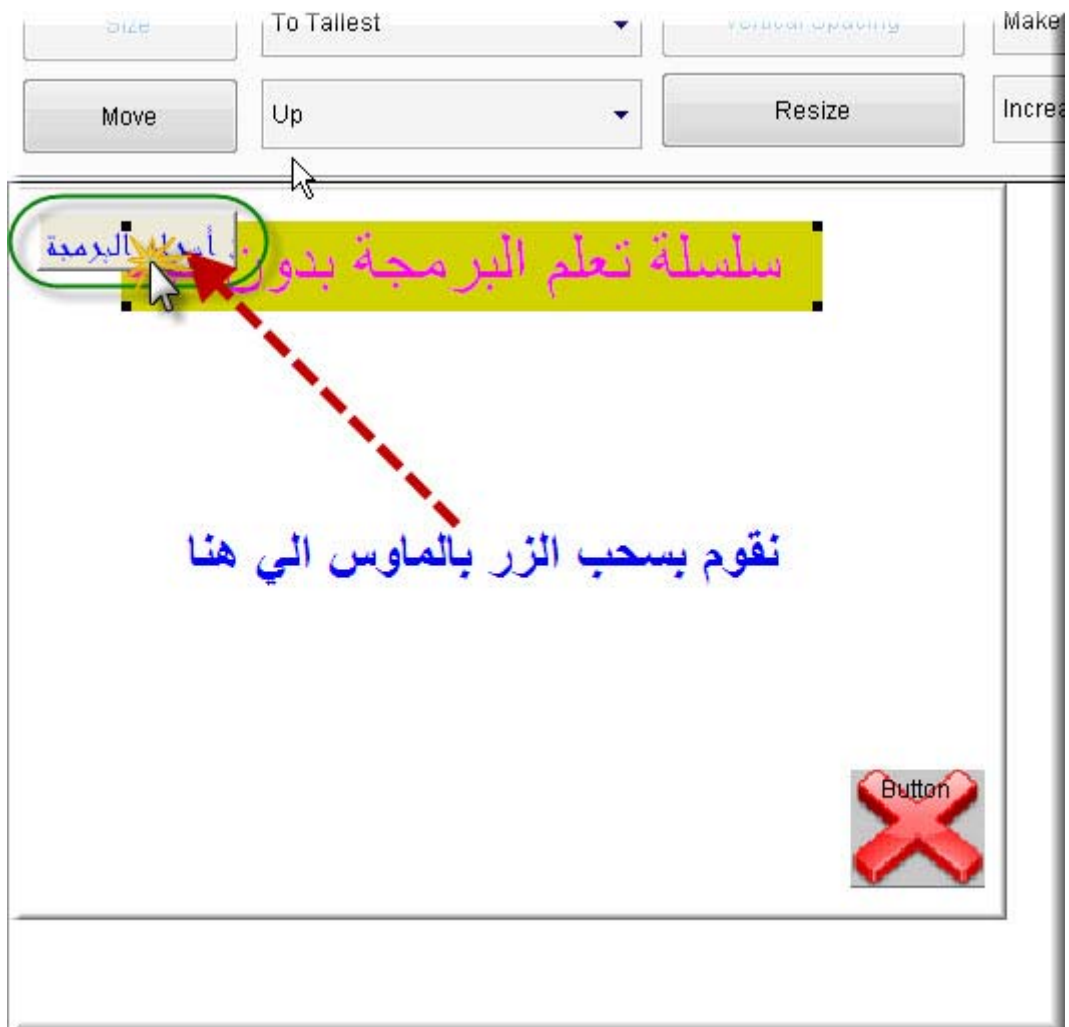 Size To Tallest Vertical Spacing Make
Move Up Resize Increa
البرمجة
سلسلة تعلم البرمجة بدون
نقوم بسحب الزر بالماوس الي هنا
Button